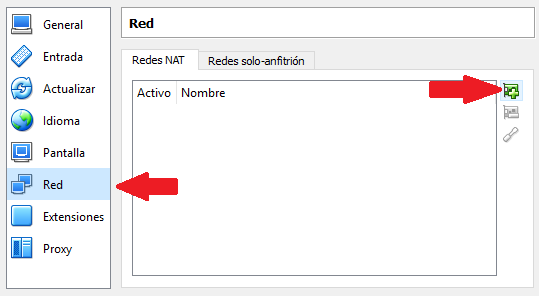 General
Entrada
Actualizar
Idioma
Pantalla
Red
Extensiones
Proxy
Red
Redes NAT Redes solo-anfitrión
Activo Nombre